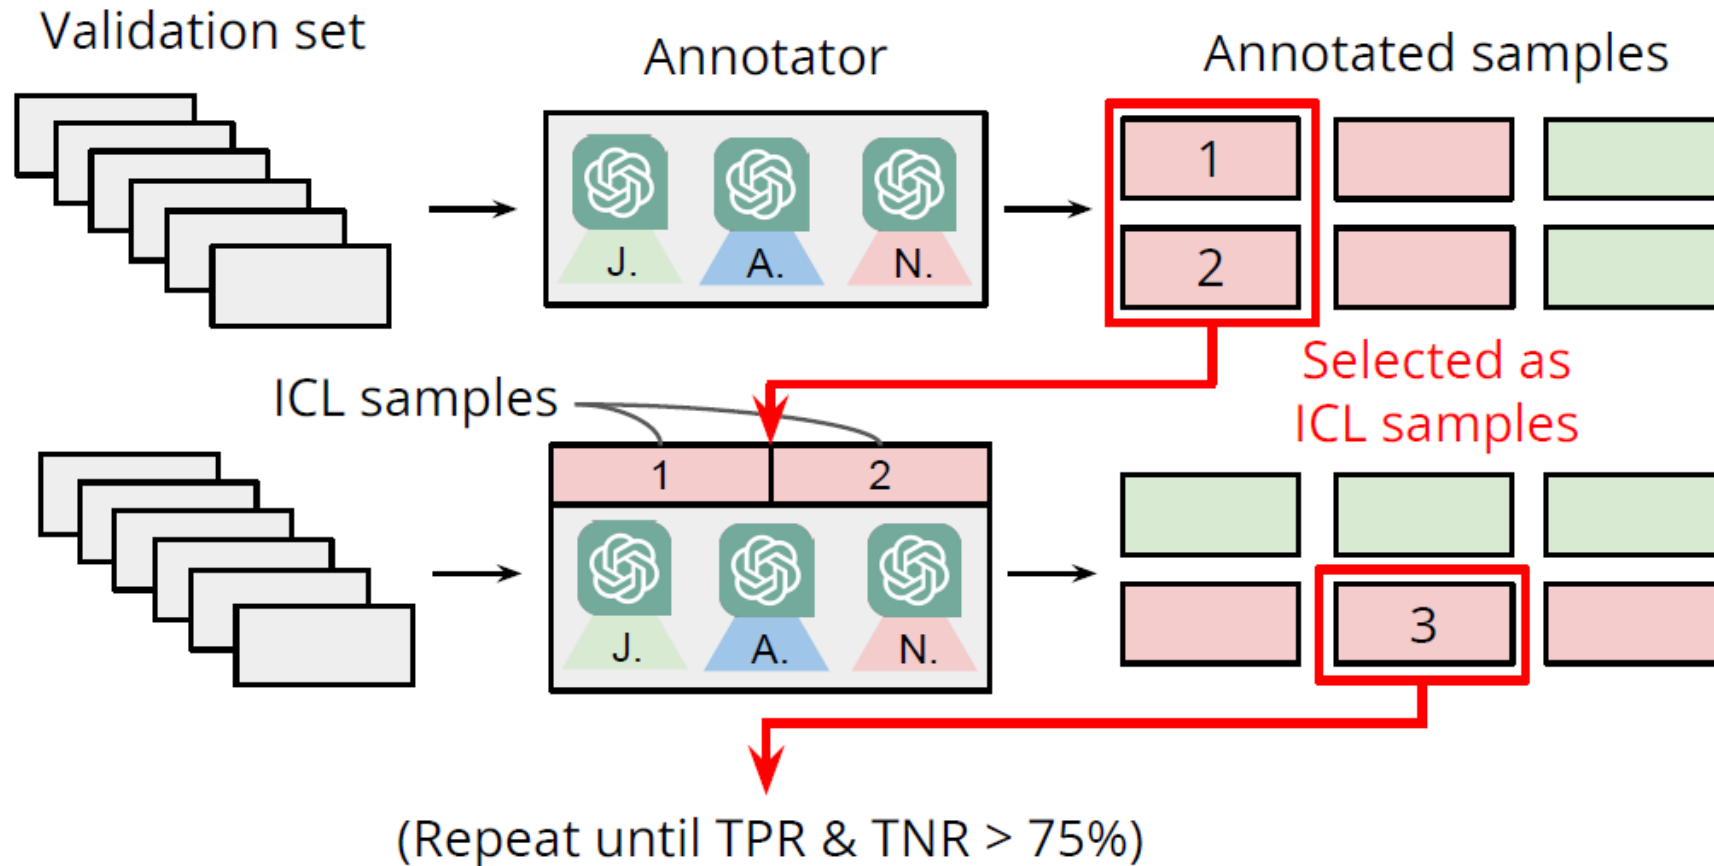 Validation set
Annotator
Annotated samples
J.
A.
N.
1
2
Selected as
ICL samples
ICL samples
1
2
J.
A.
N.
3
(Repeat until TPR & TNR > 75%)